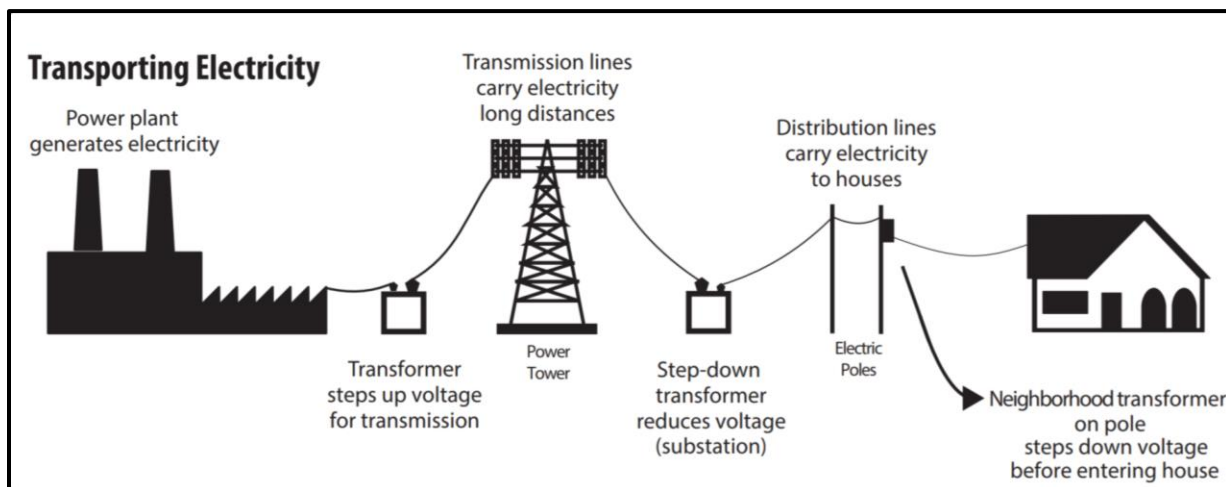 Transporting Electricity
Power plant
generates electricity
Transmission lines
carry electricity
long distances
Distribution lines
carry electricity
to houses
Transformer
steps up voltage
for transmission
Power
Tower
Step-down
transformer
reduces voltage
(substation)
Electric
Poles
Neighborhood transformer
on pole
steps down voltage
before entering house